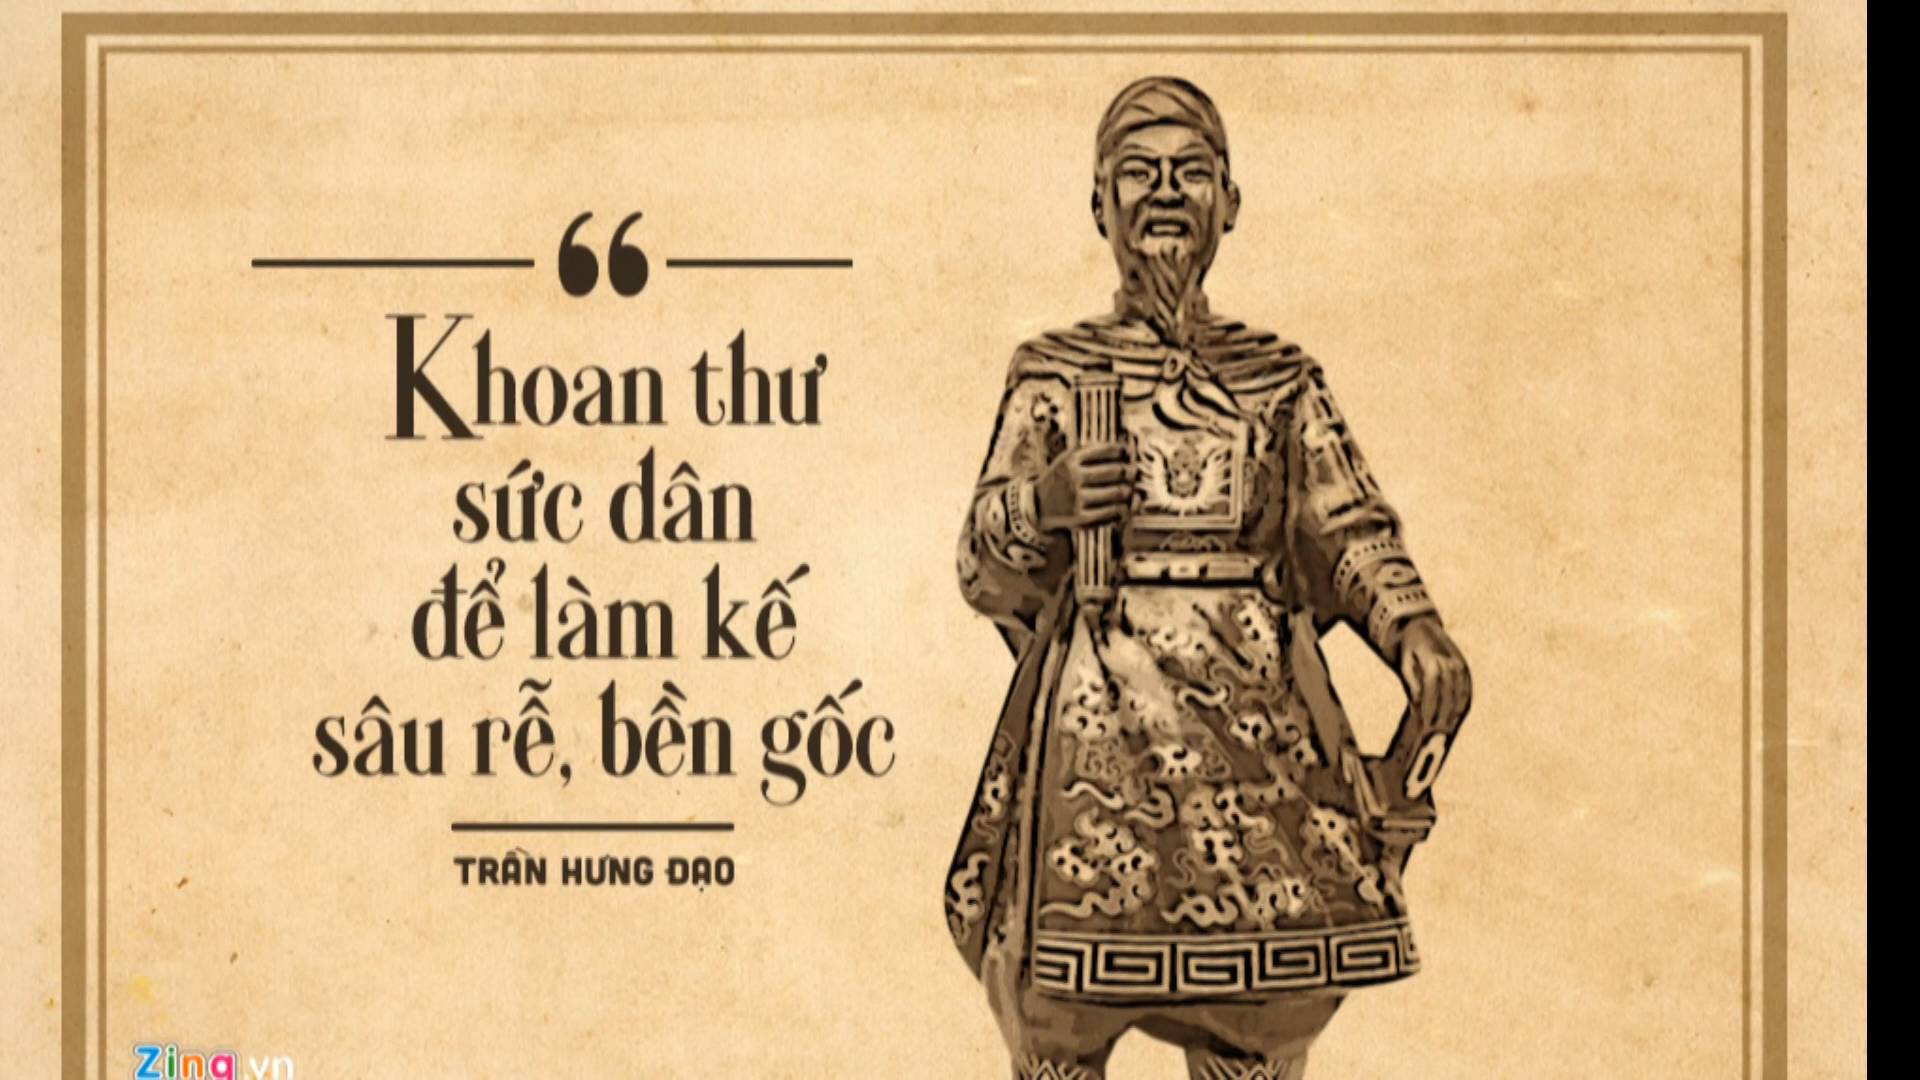 “
Khoan thư
sức dân
để làm kế
sâu rễ, bền gốc
TRẦN HƯNG ĐẠO
Zing.vn